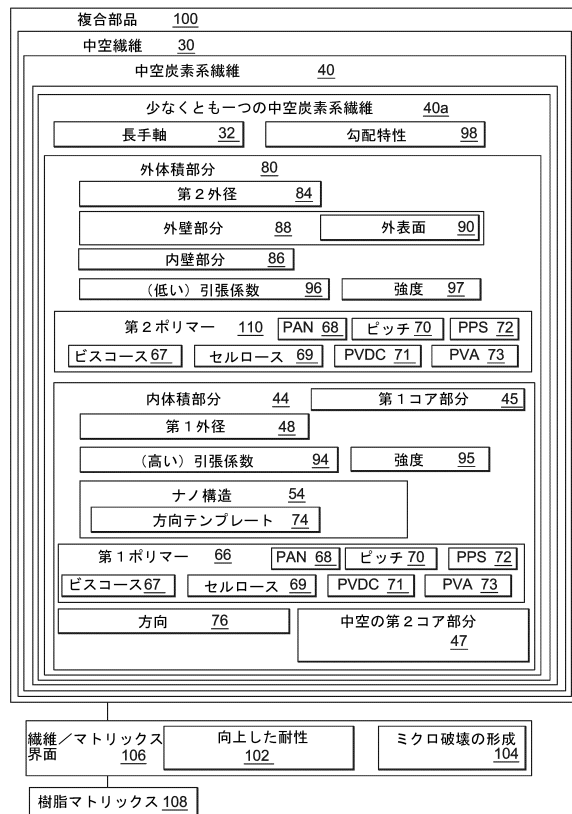 複合部品 100
中空繊維 30
中空炭素系繊維 40
少なくとも一つの中空炭素系繊維 40a
長手軸 32 勾配特性 98
外体積部分 80
第2外径 84
外壁部分 88 外表面 90
内壁部分 86
（低い）引張係数 96 強度 97
第2ポリマー 110 PAN 68 ピッチ 70 PPS 72
ビスコース 67 セルロース 69 PVDC 71 PVA 73
内体積部分 44 第1コア部分 45
第1外径 48
（高い）引張係数 94 強度 95
ナノ構造 54
方向テンプレート 74
第1ポリマー 66 PAN 68 ピッチ 70 PPS 72
ビスコース 67 セルロース 69 PVDC 71 PVA 73
方向 76 中空の第2コア部分
47
繊維／マトリックス
界面 106
向上した耐性
102
ミクロ破壊の形成
104
樹脂マトリックス 108